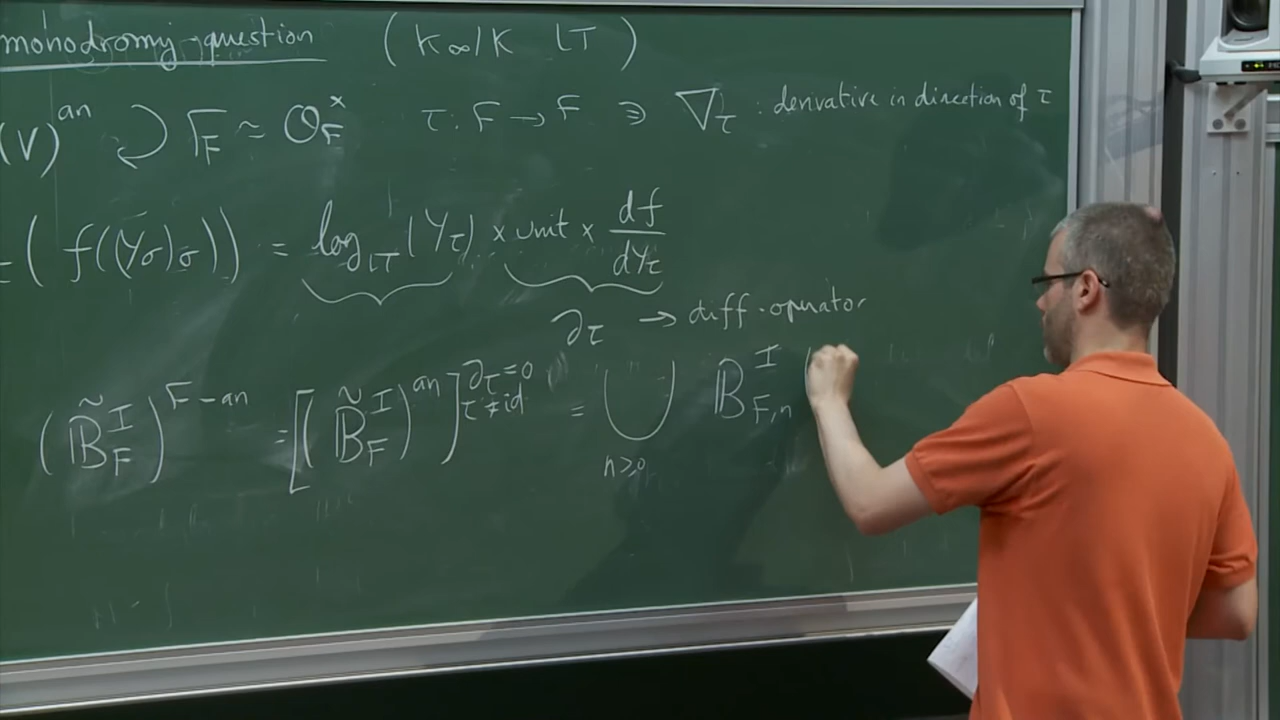 monodromy question (K∞/K LT)
(V)^an ↻ Γ_F ≈ O_F^× τ: F → F ∋ ∇_τ : derivative in direction of τ
(f((Y_σ)_σ)) = log_LT(Y_τ) × unit × df/dY_τ
∂_τ → diff. operator
(B̃_F^I)^{F-an} = [(B̃_F^I)^an]^{∂_τ=0 τ≠id} = ⋃_{n≥0} B_{F,n}^I (